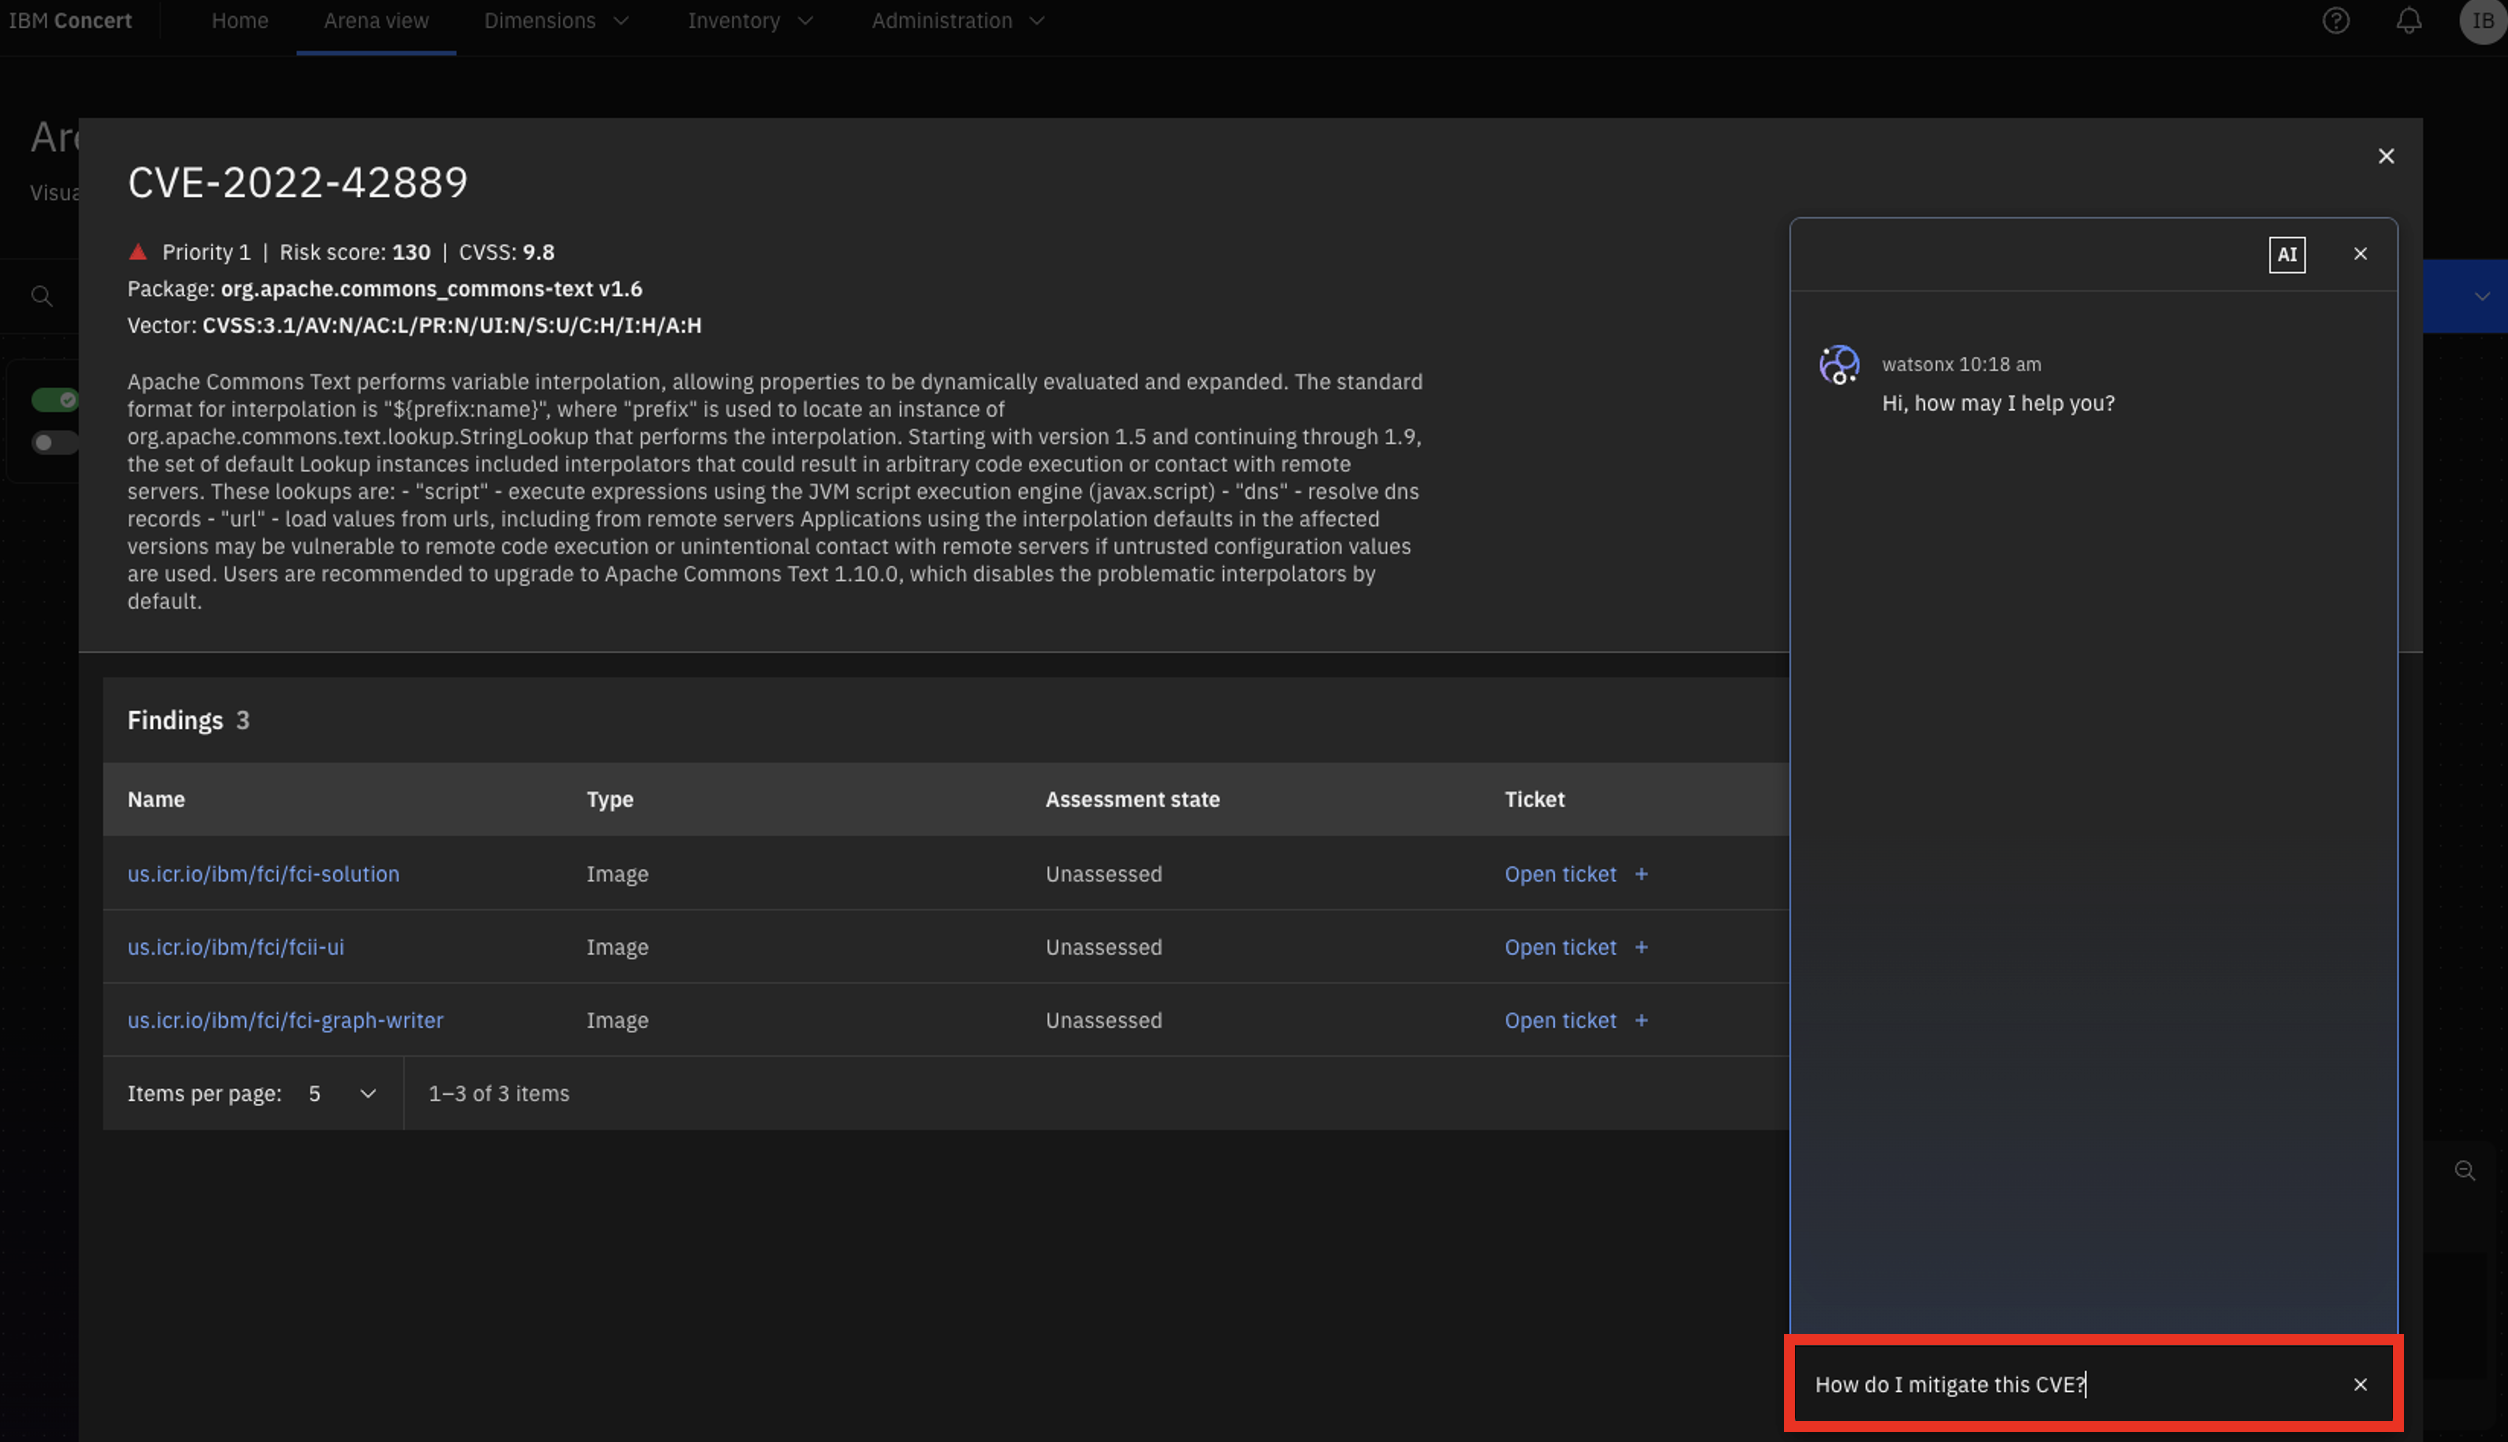 IBM Concert
Home
Arena view
Dimensions
Inventory
Administration
IB
Are
Visua
CVE-2022-42889
Priority 1 | Risk score: 130 | CVSS: 9.8
Package: org.apache.commons_commons-text v1.6
Vector: CVSS:3.1/AV:N/AC:L/PR:N/UI:N/S:U/C:H/I:H/A:H
Apache Commons Text performs variable interpolation, allowing properties to be dynamically evaluated and expanded. The standard
format for interpolation is "${prefix:name}", where "prefix" is used to locate an instance of
org.apache.commons.text.lookup.StringLookup that performs the interpolation. Starting with version 1.5 and continuing through 1.9,
the set of default Lookup instances included interpolators that could result in arbitrary code execution or contact with remote
servers. These lookups are: - "script" - execute expressions using the JVM script execution engine (javax.script) - "dns" - resolve dns
records - "url" - load values from urls, including from remote servers Applications using the interpolation defaults in the affected
versions may be vulnerable to remote code execution or unintentional contact with remote servers if untrusted configuration values
are used. Users are recommended to upgrade to Apache Commons Text 1.10.0, which disables the problematic interpolators by
default.
Findings 3
Name Type Assessment state Ticket
us.icr.io/ibm/fci/fci-solution Image Unassessed Open ticket +
us.icr.io/ibm/fci/fcii-ui Image Unassessed Open ticket +
us.icr.io/ibm/fci/fci-graph-writer Image Unassessed Open ticket +
Items per page: 5 1–3 of 3 items
AI
watsonx 10:18 am
Hi, how may I help you?
How do I mitigate this CVE?